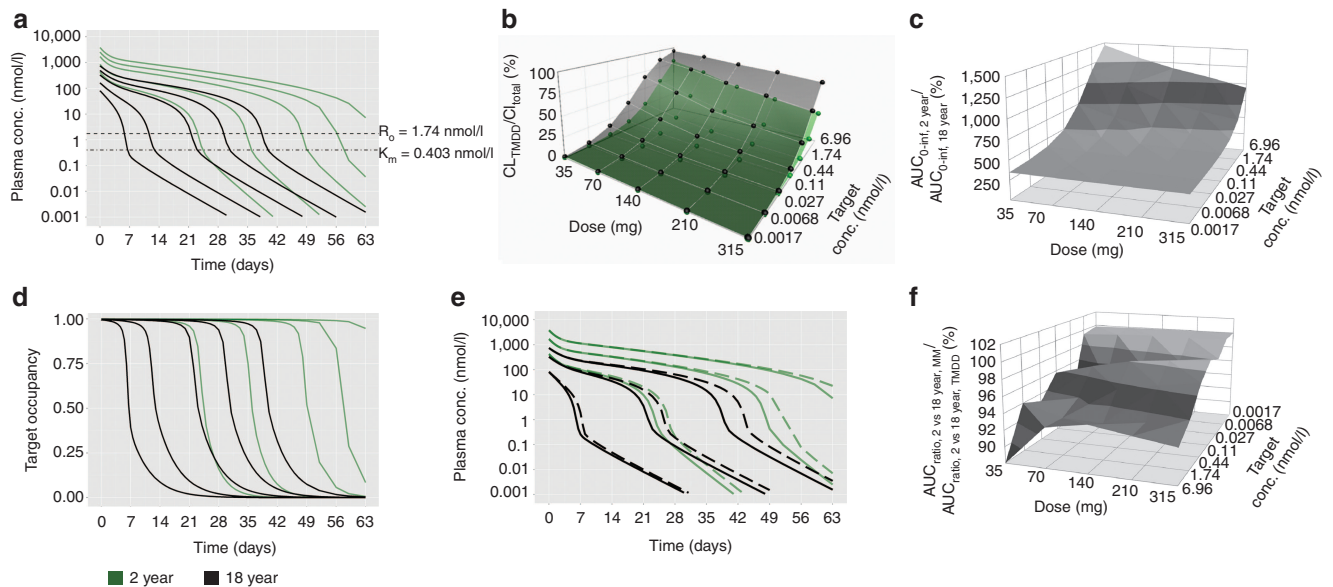 a
10,000
1,000
100
10
1
0.1
0.01
0.001
Plasma conc. (nmol/l)
0 7 14 21 28 35 42 49 56 63
Time (days)
R₀ = 1.74 nmol/l
Kₘ = 0.403 nmol/l
b
100
75
50
25
0
CL-TMDD/Cltotal (%)
35
70
140
210
315
Dose (mg)
6.96
1.74
0.44
0.11
0.027
0.0068
0.0017
Target
conc. (nmol/l)
c
1,500
1,250
1,000
750
500
250
AUC0-inf, 2 year/
AUC0-inf, 18 year (%)
35
70
140
210
315
Dose (mg)
6.96
1.74
0.44
0.11
0.027
0.0068
0.0017
Target
conc. (nmol/l)
d
1.00
0.75
0.50
0.25
0.00
Target occupancy
0 7 14 21 28 35 42 49 56 63
Time (days)
2 year 18 year
e
10,000
1,000
100
10
1
0.1
0.01
0.001
Plasma conc. (nmol/l)
0 7 14 21 28 35 42 49 56 63
Time (days)
f
102
100
98
96
94
92
90
AUCratio, 2 vs 18 year, MM/
AUCratio, 2 vs 18 year, TMDD (%)
35
70
140
210
315
Dose (mg)
0.0017
0.0068
0.027
0.11
0.44
1.74
6.96
Target
conc. (nmol/l)